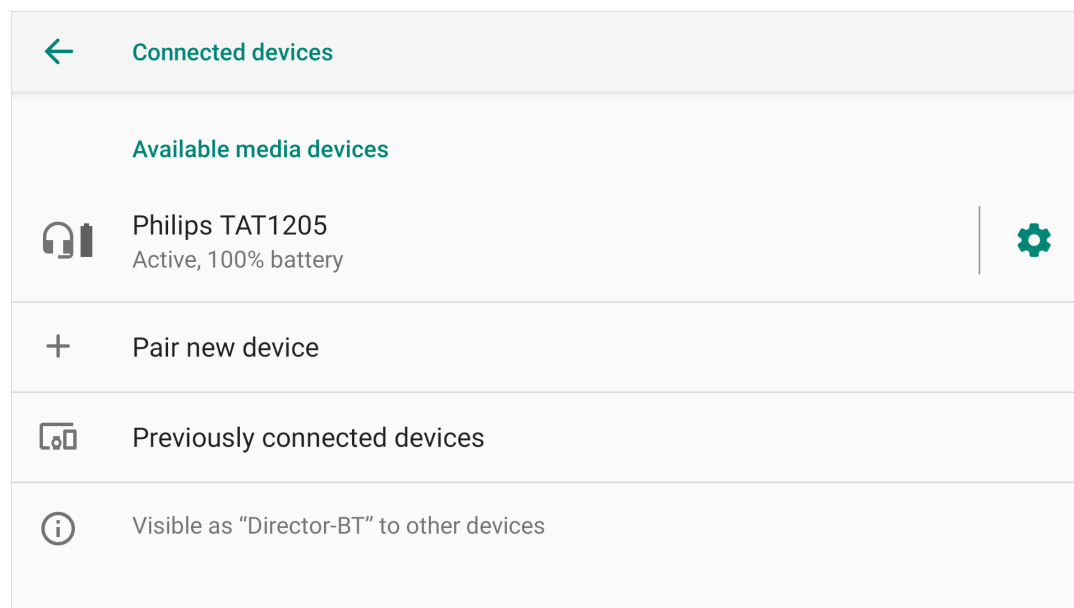 Connected devices
Available media devices
Philips TAT1205
Active, 100% battery
Pair new device
Previously connected devices
Visible as “Director-BT” to other devices